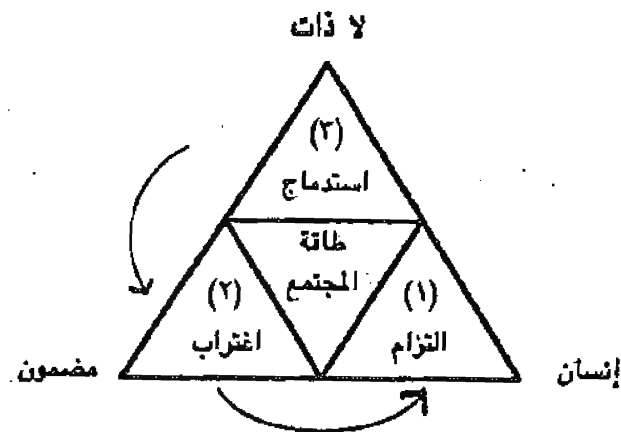 لا ذات
(٣)
استدماج
طاقة
المجتمع
(١)
التزام
(٢)
اغتراب
إنسان
مضمون